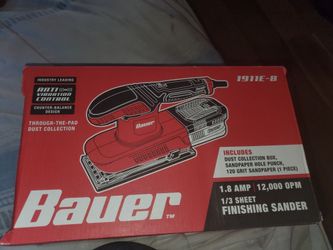 INDUSTRY LEADING
ANTI
VIBRATION
CONTROL
COUNTER-BALANCE
DESIGN
THROUGH-THE-PAD
DUST COLLECTION
1911E-B
Bauer
INCLUDES
DUST COLLECTION BOX,
SANDPAPER HOLE PUNCH,
120 GRIT SANDPAPER (1 PIECE)
Bauer TM
1.8 AMP 12,000 OPM
1/3 SHEET
FINISHING SANDER